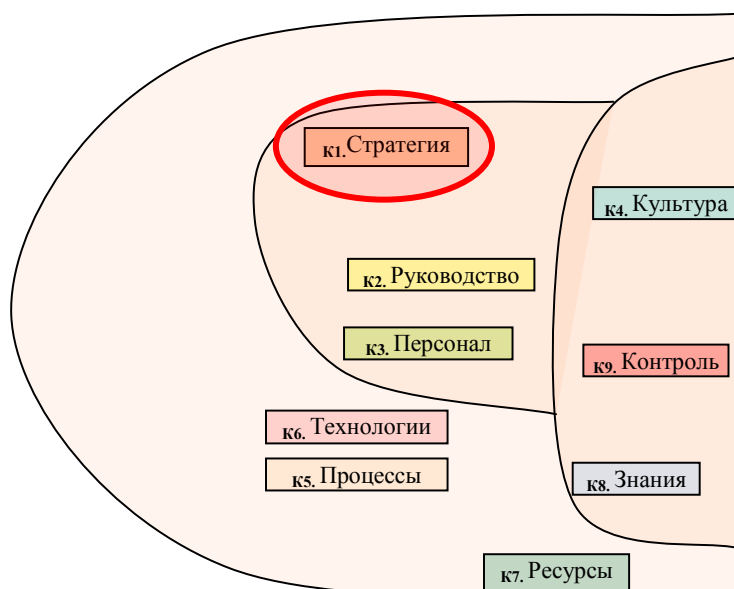 К1.Стратегия
К4. Культура
К2. Руководство
К3. Персонал
К9. Контроль
К6. Технологии
К5. Процессы
К8. Знания
К7. Ресурсы